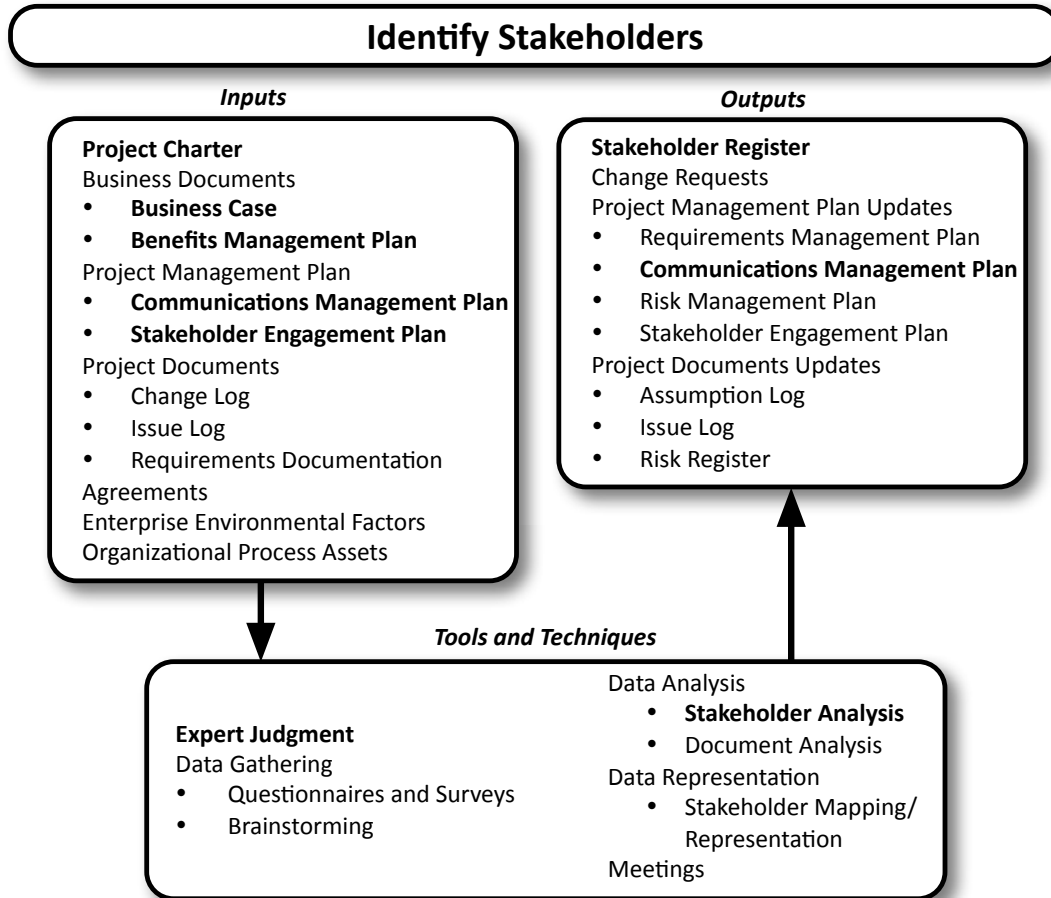 Identify Stakeholders
Inputs
Project Charter
Business Documents
• Business Case
• Benefits Management Plan
Project Management Plan
• Communications Management Plan
• Stakeholder Engagement Plan
Project Documents
• Change Log
• Issue Log
• Requirements Documentation
Agreements
Enterprise Environmental Factors
Organizational Process Assets
Outputs
Stakeholder Register
Change Requests
Project Management Plan Updates
• Requirements Management Plan
• Communications Management Plan
• Risk Management Plan
• Stakeholder Engagement Plan
Project Documents Updates
• Assumption Log
• Issue Log
• Risk Register
Tools and Techniques
Expert Judgment
Data Gathering
• Questionnaires and Surveys
• Brainstorming
Data Analysis
• Stakeholder Analysis
• Document Analysis
Data Representation
• Stakeholder Mapping/
Representation
Meetings